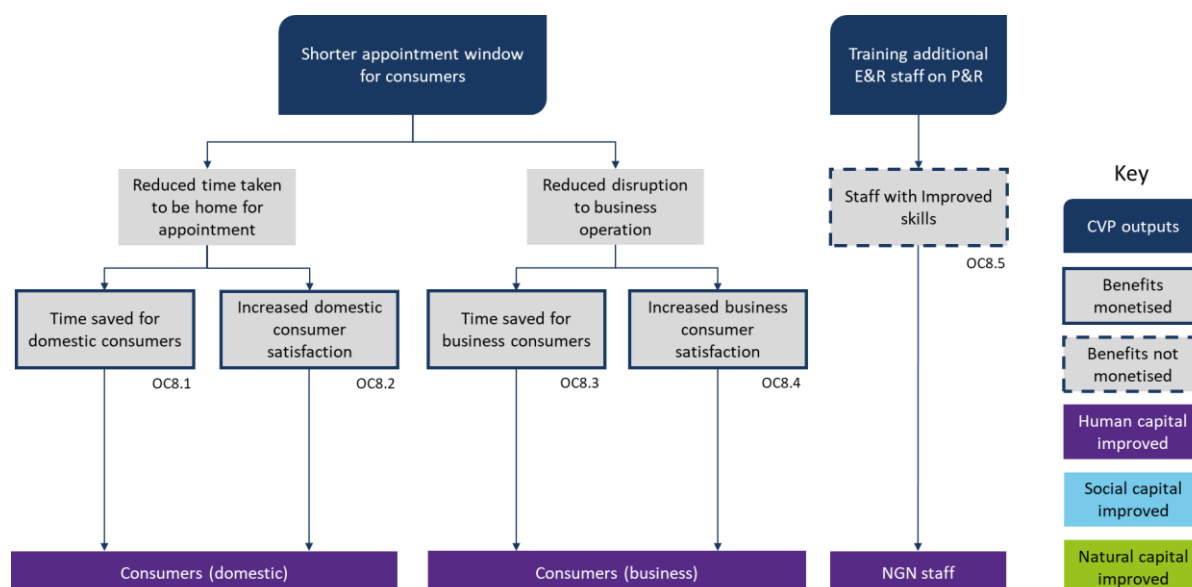 Shorter appointment window
for consumers
Training additional
E&R staff on P&R
Reduced time taken
to be home for
appointment
Reduced disruption
to business
operation
Staff with Improved
skills
OC8.5
Time saved for
domestic consumers
OC8.1
Increased domestic
consumer
satisfaction
OC8.2
Time saved for
business consumers
OC8.3
Increased business
consumer
satisfaction
OC8.4
Consumers (domestic)
Consumers (business)
NGN staff
Key
CVP outputs
Benefits
monetised
Benefits not
monetised
Human capital
improved
Social capital
improved
Natural capital
improved